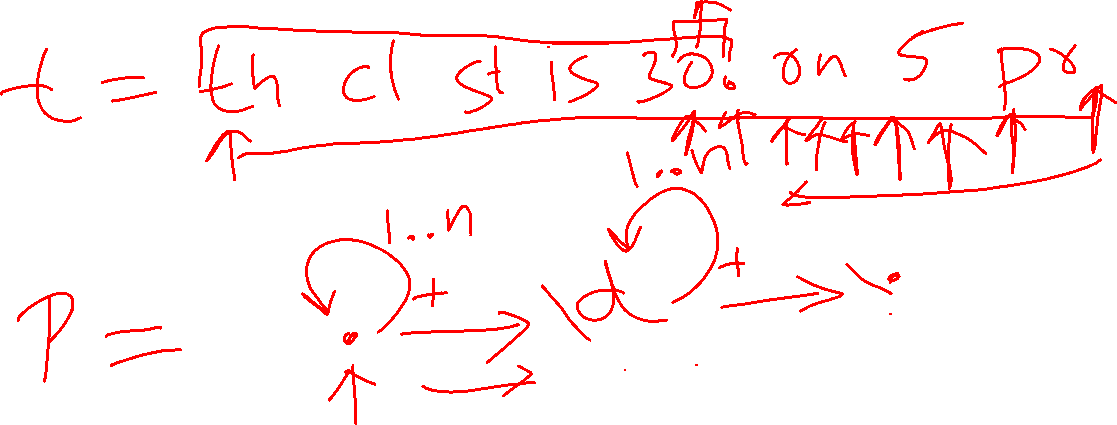 t = th cl st is 30. on 5 pr
1..n
1..n
P = . + \d + \.